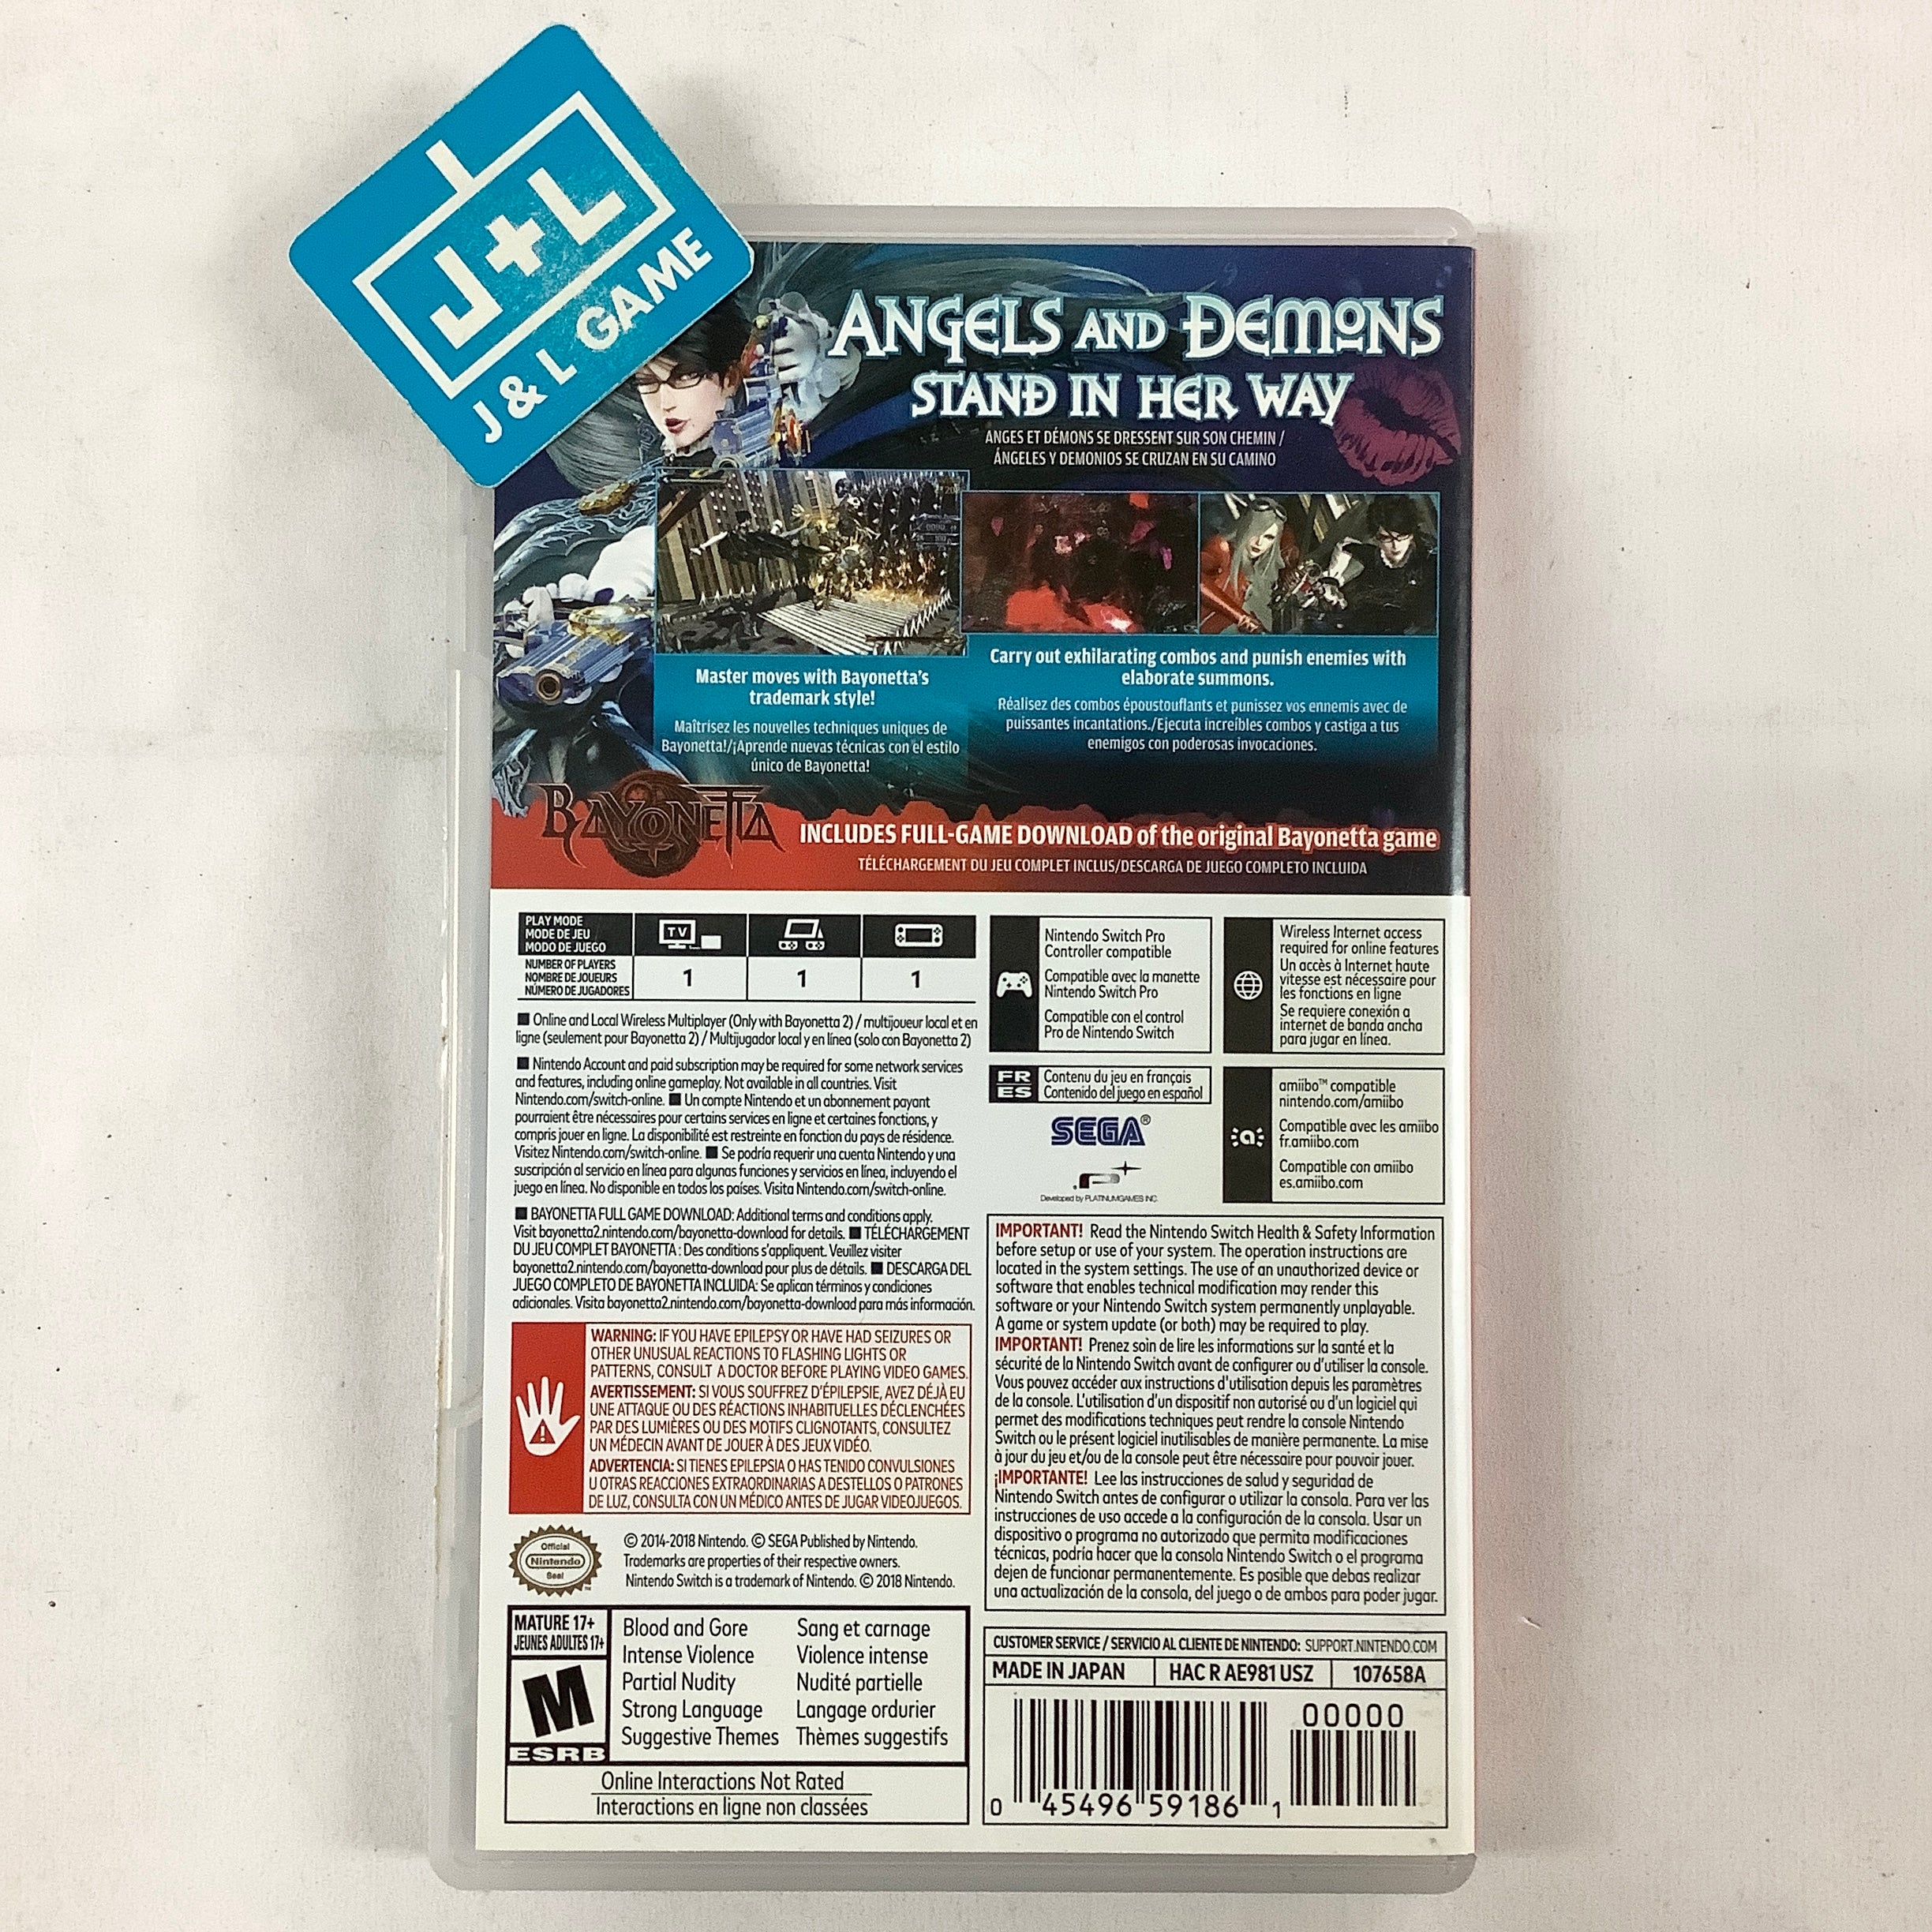 J+L
J & L GAME
ANGELS AND DEMONS
STAND IN HER WAY
ANGES ET DÉMONS SE DRESSENT SUR SON CHEMIN /
ÁNGELES Y DEMONIOS SE CRUZAN EN SU CAMINO
Master moves with Bayonetta's
trademark style!
Maîtrisez les nouvelles techniques uniques de
Bayonetta!/¡Aprende nuevas técnicas con el estilo
único de Bayonetta!
Carry out exhilarating combos and punish enemies with
elaborate summons.
Réalisez des combos époustouflants et punissez vos ennemis avec de
puissantes incantations./Ejecuta increíbles combos y castiga a tus
enemigos con poderosas invocaciones.
BAYONETTA
INCLUDES FULL-GAME DOWNLOAD of the original Bayonetta game
TÉLÉCHARGEMENT DU JEU COMPLET INCLUS/DESCARGA DE JUEGO COMPLETO INCLUIDA
PLAY MODE
MODE DE JEU
MODO DE JUEGO
TV
NUMBER OF PLAYERS
NOMBRE DE JOUEURS
NÚMERO DE JUGADORES
1 1 1
■ Online and Local Wireless Multiplayer (Only with Bayonetta 2) / multijoueur local et en
ligne (seulement pour Bayonetta 2) / Multijugador local y en línea (solo con Bayonetta 2)
■ Nintendo Account and paid subscription may be required for some network services
and features, including online gameplay. Not available in all countries. Visit
Nintendo.com/switch-online. ■ Un compte Nintendo et un abonnement payant
pourraient être nécessaires pour certains services en ligne et certaines fonctions, y
compris jouer en ligne. La disponibilité est restreinte en fonction du pays de résidence.
Visitez Nintendo.com/switch-online. ■ Se podría requerir una cuenta Nintendo y una
suscripción al servicio en línea para algunas funciones y servicios en línea, incluyendo el
juego en línea. No disponible en todos los países. Visita Nintendo.com/switch-online.
■ BAYONETTA FULL GAME DOWNLOAD: Additional terms and conditions apply.
Visit bayonetta2.nintendo.com/bayonetta-download for details. ■ TÉLÉCHARGEMENT
DU JEU COMPLET BAYONETTA : Des conditions s'appliquent. Veuillez visiter
bayonetta2.nintendo.com/bayonetta-download pour plus de détails. ■ DESCARGA DEL
JUEGO COMPLETO DE BAYONETTA INCLUIDA: Se aplican términos y condiciones
adicionales. Visita bayonetta2.nintendo.com/bayonetta-download para más información.
WARNING: IF YOU HAVE EPILEPSY OR HAVE HAD SEIZURES OR
OTHER UNUSUAL REACTIONS TO FLASHING LIGHTS OR
PATTERNS, CONSULT A DOCTOR BEFORE PLAYING VIDEO GAMES.
AVERTISSEMENT: SI VOUS SOUFFREZ D'ÉPILEPSIE, AVEZ DÉJÀ EU
UNE ATTAQUE OU DES RÉACTIONS INHABITUELLES DÉCLENCHÉES
PAR DES LUMIÈRES OU DES MOTIFS CLIGNOTANTS, CONSULTEZ
UN MÉDECIN AVANT DE JOUER À DES JEUX VIDÉO.
ADVERTENCIA: SI TIENES EPILEPSIA O HAS TENIDO CONVULSIONES
U OTRAS REACCIONES EXTRAORDINARIAS A DESTELLOS O PATRONES
DE LUZ, CONSULTA CON UN MÉDICO ANTES DE JUGAR VIDEOJUEGOS.
Official
Nintendo
Seal
© 2014-2018 Nintendo. © SEGA Published by Nintendo.
Trademarks are properties of their respective owners.
Nintendo Switch is a trademark of Nintendo. © 2018 Nintendo.
MATURE 17+
JEUNES ADULTES 17+
M
ESRB
Blood and Gore
Intense Violence
Partial Nudity
Strong Language
Suggestive Themes
Sang et carnage
Violence intense
Nudité partielle
Langage ordurier
Thèmes suggestifs
Online Interactions Not Rated
Interactions en ligne non classées
Nintendo Switch Pro
Controller compatible
Compatible avec la manette
Nintendo Switch Pro
Compatible con el control
Pro de Nintendo Switch
Wireless Internet access
required for online features
Un accès à Internet haute
vitesse est nécessaire pour
les fonctions en ligne
Se requiere conexión a
internet de banda ancha
para jugar en línea.
FR
ES
Contenu du jeu en français
Contenido del juego en español
SEGA®
Developed by PLATINUMGAMES INC.
amiibo™ compatible
nintendo.com/amiibo
Compatible avec les amiibo
fr.amiibo.com
Compatible con amiibo
es.amiibo.com
IMPORTANT! Read the Nintendo Switch Health & Safety Information
before setup or use of your system. The operation instructions are
located in the system settings. The use of an unauthorized device or
software that enables technical modification may render this
software or your Nintendo Switch system permanently unplayable.
A game or system update (or both) may be required to play.
IMPORTANT! Prenez soin de lire les informations sur la santé et la
sécurité de la Nintendo Switch avant de configurer ou d'utiliser la console.
Vous pouvez accéder aux instructions d'utilisation depuis les paramètres
de la console. L'utilisation d'un dispositif non autorisé ou d'un logiciel qui
permet des modifications techniques peut rendre la console Nintendo
Switch ou le présent logiciel inutilisables de manière permanente. La mise
à jour du jeu et/ou de la console peut être nécessaire pour pouvoir jouer.
¡IMPORTANTE! Lee las instrucciones de salud y seguridad de
Nintendo Switch antes de configurar o utilizar la consola. Para ver las
instrucciones de uso accede a la configuración de la consola. Usar un
dispositivo o programa no autorizado que permita modificaciones
técnicas, podría hacer que la consola Nintendo Switch o el programa
dejen de funcionar permanentemente. Es posible que debas realizar
una actualización de la consola, del juego o de ambos para poder jugar.
CUSTOMER SERVICE / SERVICIO AL CLIENTE DE NINTENDO: SUPPORT.NINTENDO.COM
MADE IN JAPAN HAC R AE981 USZ 107658A
00000
0 45496 59186 1